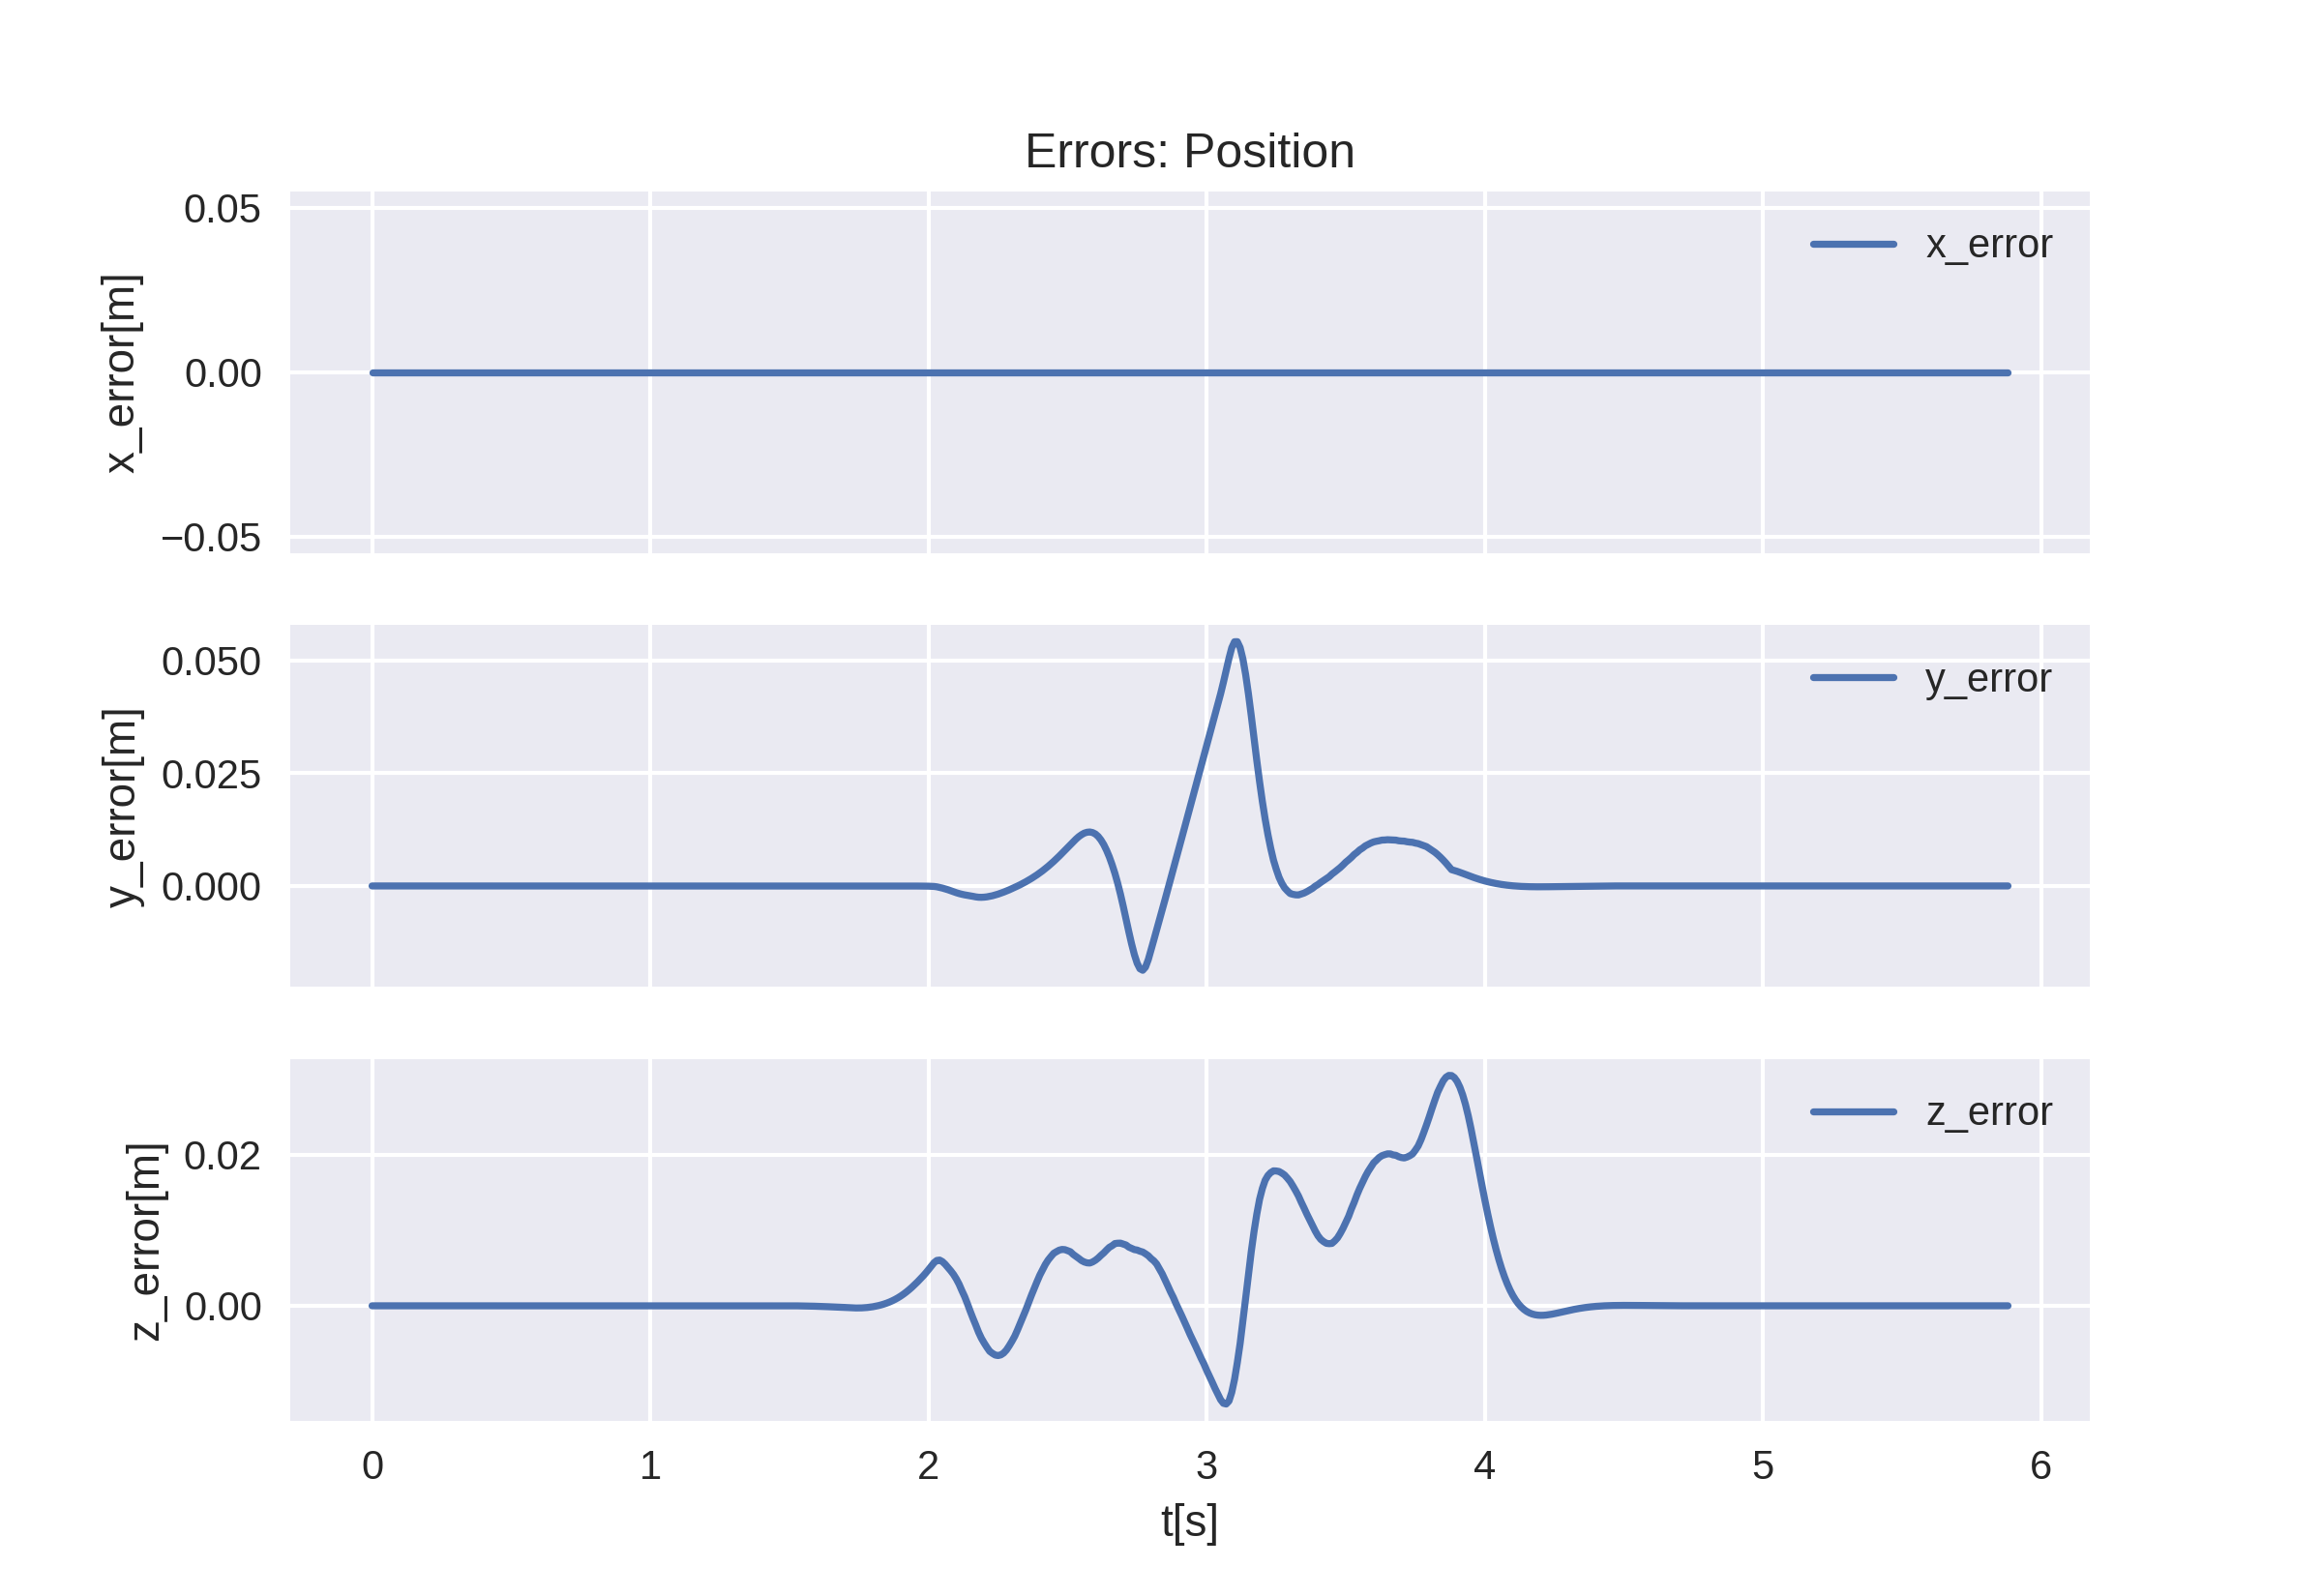 Errors: Position
0.05
0.00
−0.05
x_error[m]
x_error
0.050
0.025
0.000
y_error[m]
y_error
0.02
0.00
z_error[m]
z_error
0 1 2 3 4 5 6
t[s]